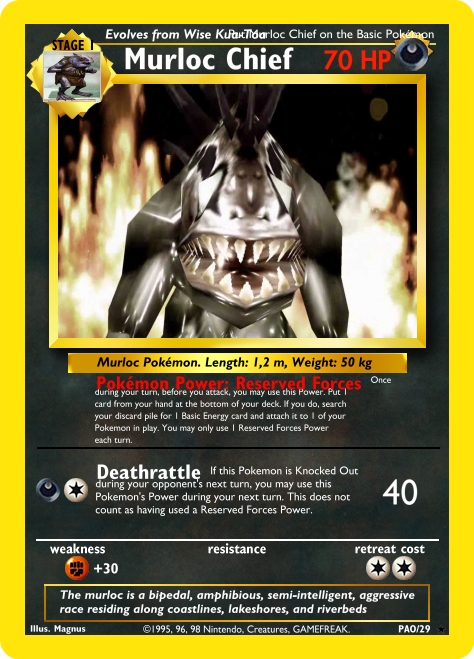 STAGE 1
Evolves from Wise Kuru-Toa
Put Murloc Chief on the Basic Pokémon
Murloc Chief 70 HP
Murloc Pokémon. Length: 1,2 m, Weight: 50 kg
Pokémon Power: Reserved Forces Once
during your turn, before you attack, you may use this Power. Put 1
card from your hand at the bottom of your deck. If you do, search
your discard pile for 1 Basic Energy card and attach it to 1 of your
Pokemon in play. You may only use 1 Reserved Forces Power
each turn.
Deathrattle If this Pokemon is Knocked Out
during your opponent's next turn, you may use this
Pokemon's Power during your next turn. This does not
count as having used a Reserved Forces Power.
40
weakness resistance retreat cost
+30
The murloc is a bipedal, amphibious, semi-intelligent, aggressive
race residing along coastlines, lakeshores, and riverbeds
Illus. Magnus ©1995, 96, 98 Nintendo, Creatures, GAMEFREAK. PAO/29